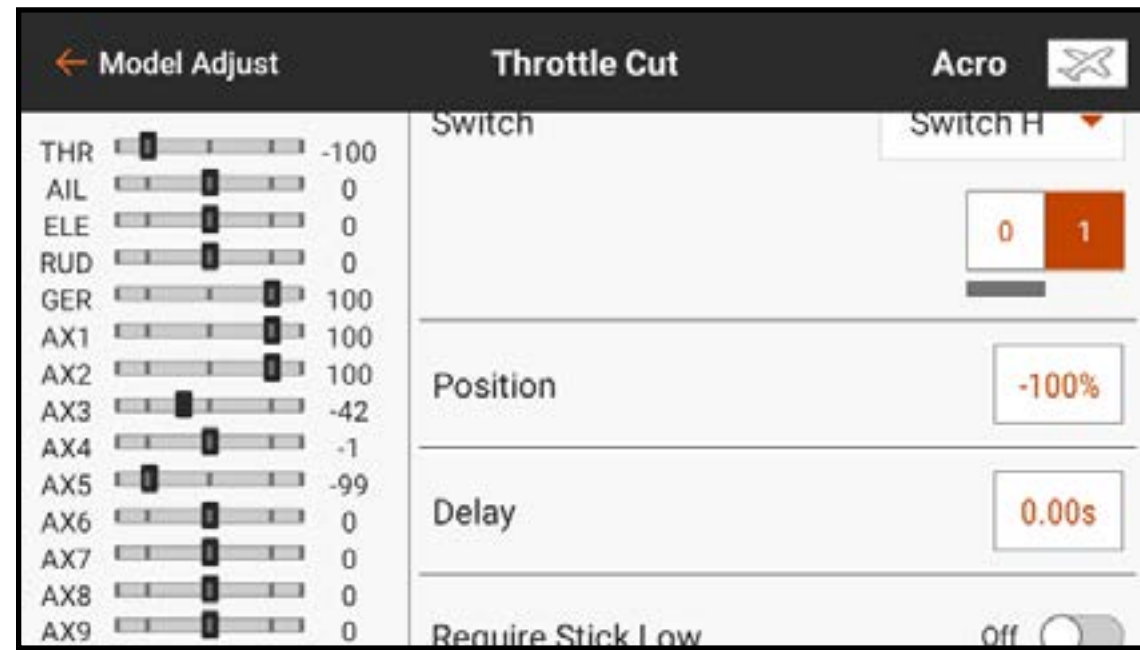 ← Model Adjust
Throttle Cut
Acro
THR -100
AIL 0
ELE 0
RUD 0
GER 100
AX1 100
AX2 100
AX3 -42
AX4 -1
AX5 -99
AX6 0
AX7 0
AX8 0
AX9 0
Switch
Switch H
0 1
Position
-100%
Delay
0.00s
Require Stick Low
Off